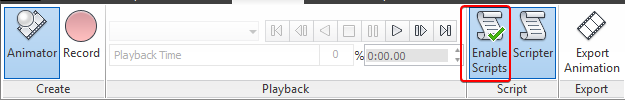 Animator
Record
Enable
Scripts
Scripter
Export
Animation
Playback Time
0
%
0:00.00
Create
Playback
Script
Export